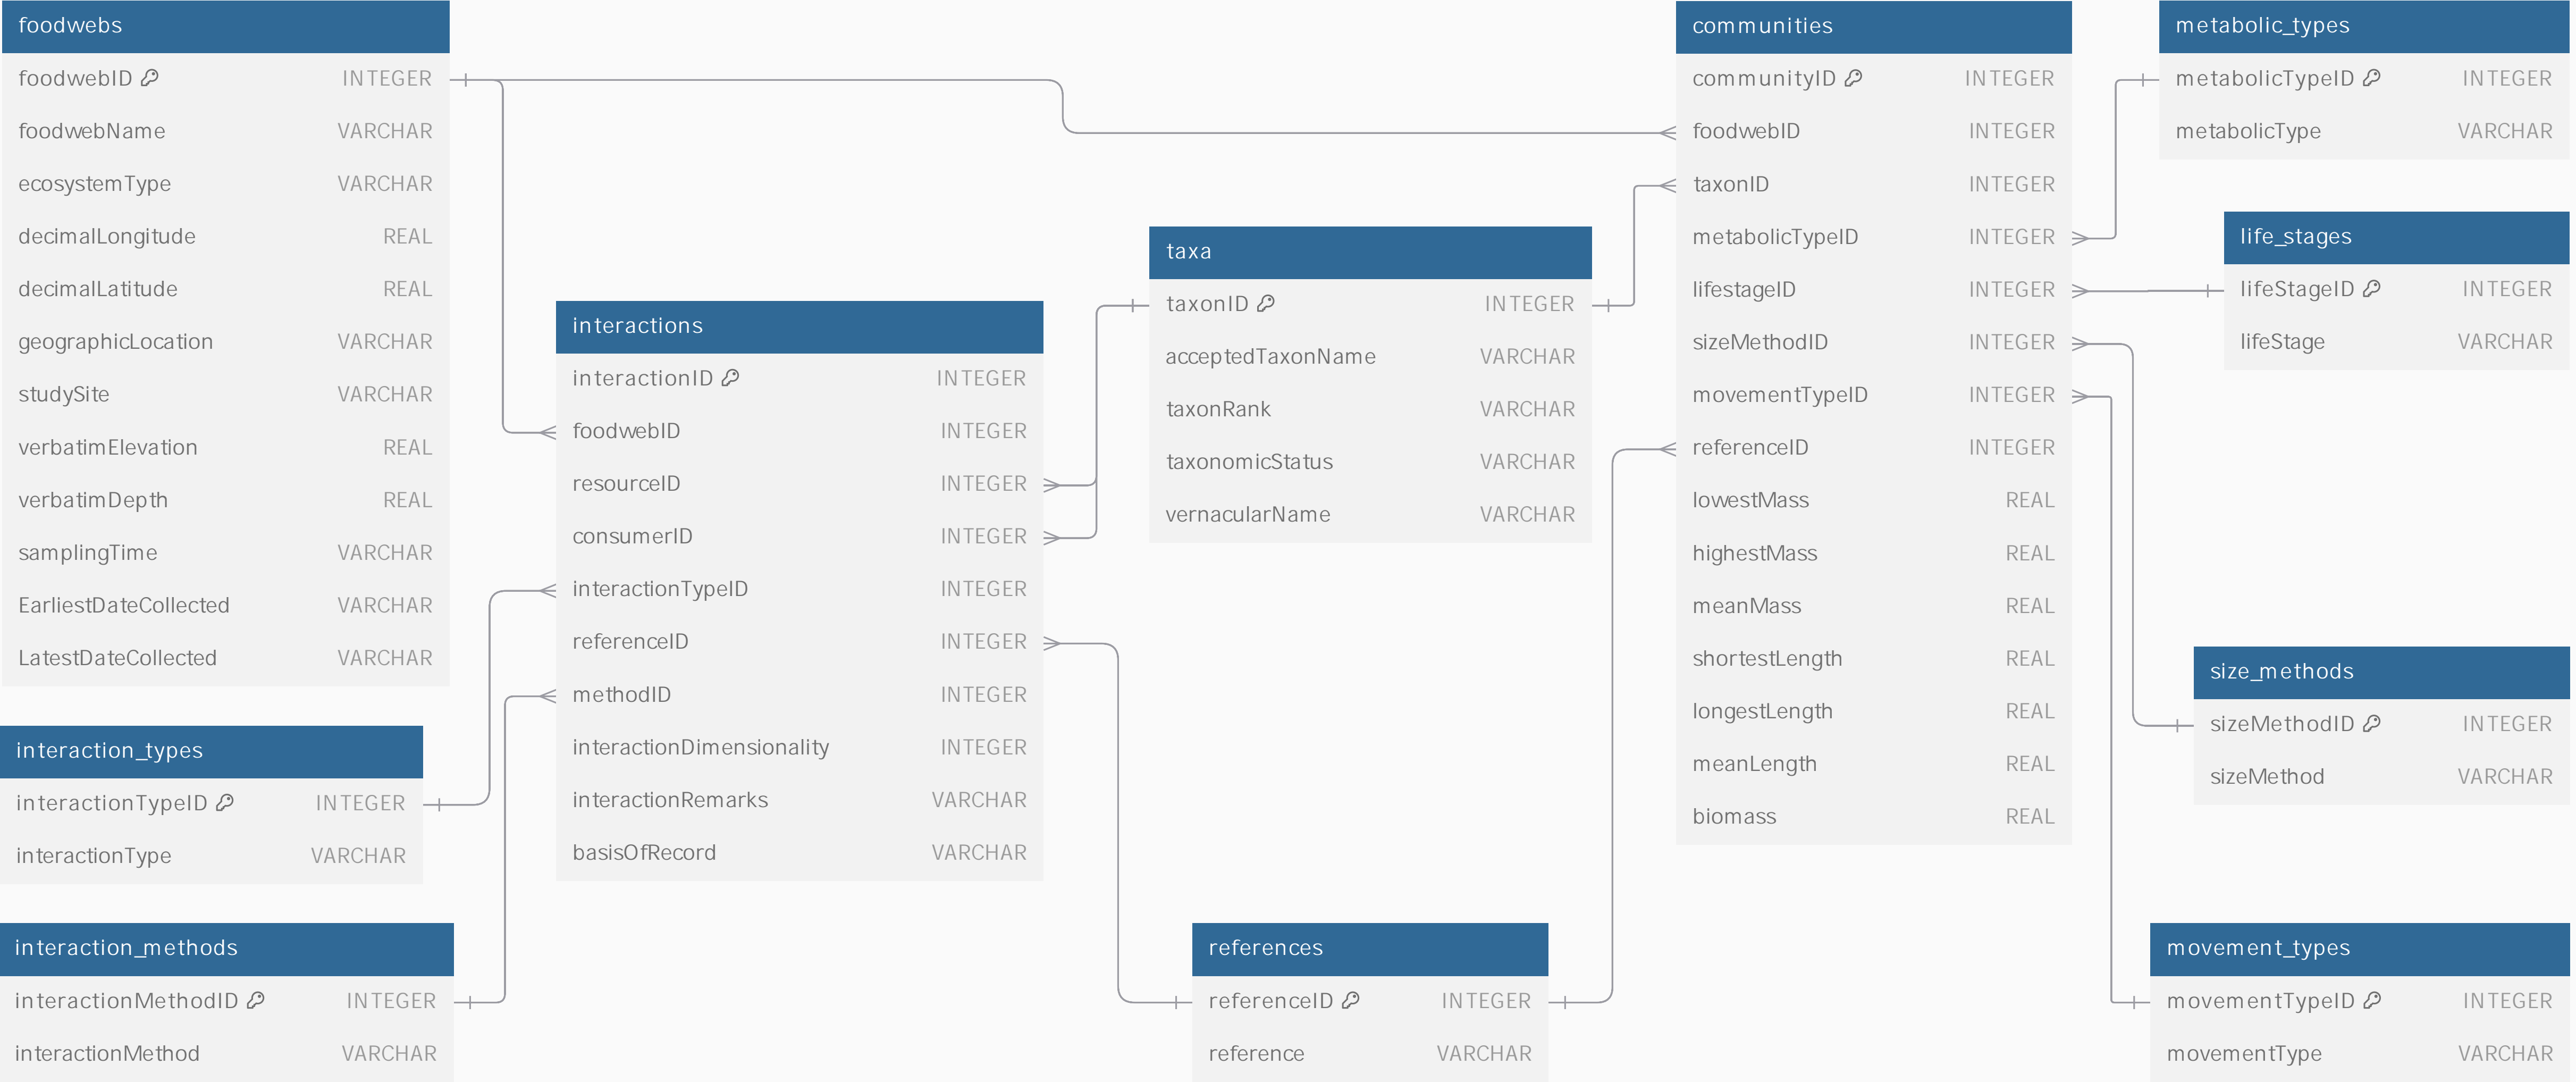 foodwebs
foodwebID INTEGER
foodwebName VARCHAR
ecosystemType VARCHAR
decimalLongitude REAL
decimalLatitude REAL
geographicLocation VARCHAR
studySite VARCHAR
verbatimElevation REAL
verbatimDepth REAL
samplingTime VARCHAR
EarliestDateCollected VARCHAR
LatestDateCollected VARCHAR
interaction_types
interactionTypeID INTEGER
interactionType VARCHAR
interaction_methods
interactionMethodID INTEGER
interactionMethod VARCHAR
interactions
interactionID INTEGER
foodwebID INTEGER
resourceID INTEGER
consumerID INTEGER
interactionTypeID INTEGER
referenceID INTEGER
methodID INTEGER
interactionDimensionality INTEGER
interactionRemarks VARCHAR
basisOfRecord VARCHAR
taxa
taxonID INTEGER
acceptedTaxonName VARCHAR
taxonRank VARCHAR
taxonomicStatus VARCHAR
vernacularName VARCHAR
references
referenceID INTEGER
reference VARCHAR
communities
communityID INTEGER
foodwebID INTEGER
taxonID INTEGER
metabolicTypeID INTEGER
lifestageID INTEGER
sizeMethodID INTEGER
movementTypeID INTEGER
referenceID INTEGER
lowestMass REAL
highestMass REAL
meanMass REAL
shortestLength REAL
longestLength REAL
meanLength REAL
biomass REAL
metabolic_types
metabolicTypeID INTEGER
metabolicType VARCHAR
life_stages
lifeStageID INTEGER
lifeStage VARCHAR
size_methods
sizeMethodID INTEGER
sizeMethod VARCHAR
movement_types
movementTypeID INTEGER
movementType VARCHAR